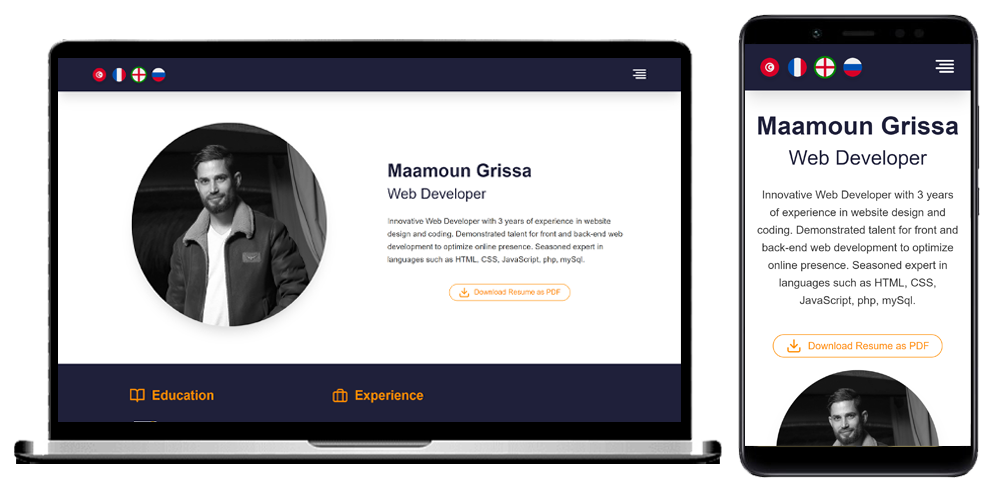 Maamoun Grissa
Web Developer
Innovative Web Developer with 3 years of experience in website
design and coding. Demonstrated talent for front and back-end web
development to optimize online presence. Seasoned expert in
languages such as HTML, CSS, JavaScript, php, mySql.
Download Resume as PDF
Education
Experience
Maamoun Grissa
Web Developer
Innovative Web Developer with 3 years
of experience in website design and
coding. Demonstrated talent for front and
back-end web development to optimize
online presence. Seasoned expert in
languages such as HTML, CSS,
JavaScript, php, mySql.
Download Resume as PDF